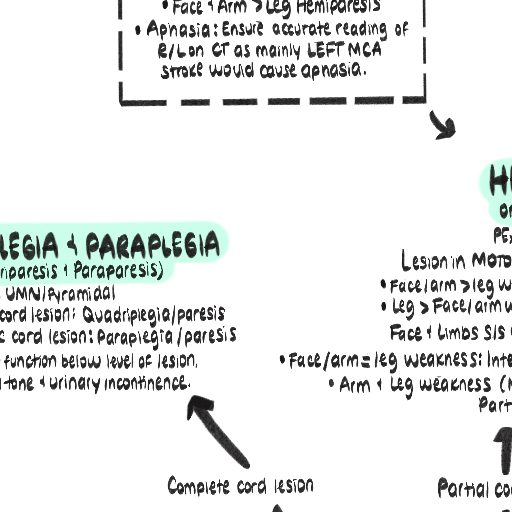 • Face & Arm > Leg Hemiparesis
• Aphasia: Ensure accurate reading of
R/L on CT as mainly LEFT MCA
stroke would cause aphasia.
LEGIA & PARAPLEGIA
riparesis & Paraparesis)
UMN/Pyramidal
cord lesion: Quadriplegia/paresis
c cord lesion: Paraplegia/paresis
function below level of lesion,
tone & urinary incontinence.
Complete cord lesion
H
Lesion in MOTO
• Face/arm > leg w
• Leg > Face/arm w
Face & Limbs S/S
• Face/arm = leg weakness: Inte
• Arm & Leg weakness (
Part
Partial co